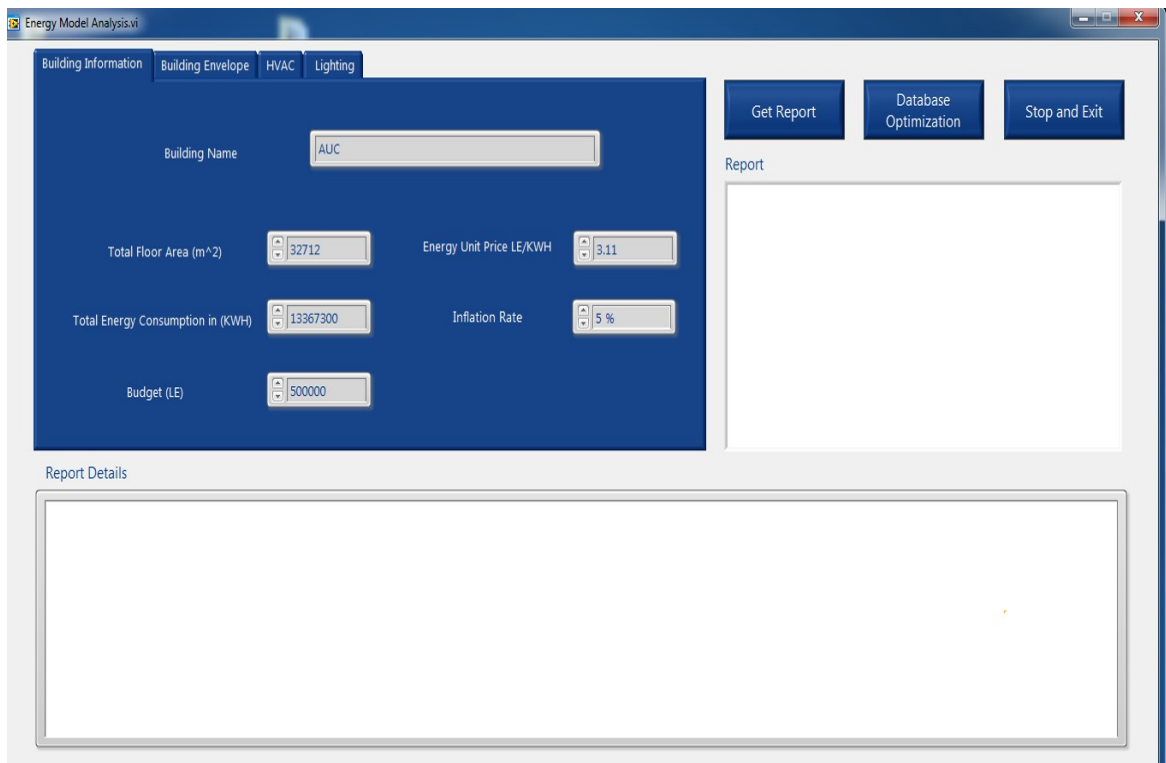 Energy Model Analysis.vi
Building Information
Building Envelope
HVAC
Lighting
Get Report
Database
Optimization
Stop and Exit
Building Name
AUC
Report
Total Floor Area (m^2)
32712
Energy Unit Price LE/KWH
3.11
Total Energy Consumption in (KWH)
13367300
Inflation Rate
5 %
Budget (LE)
500000
Report Details